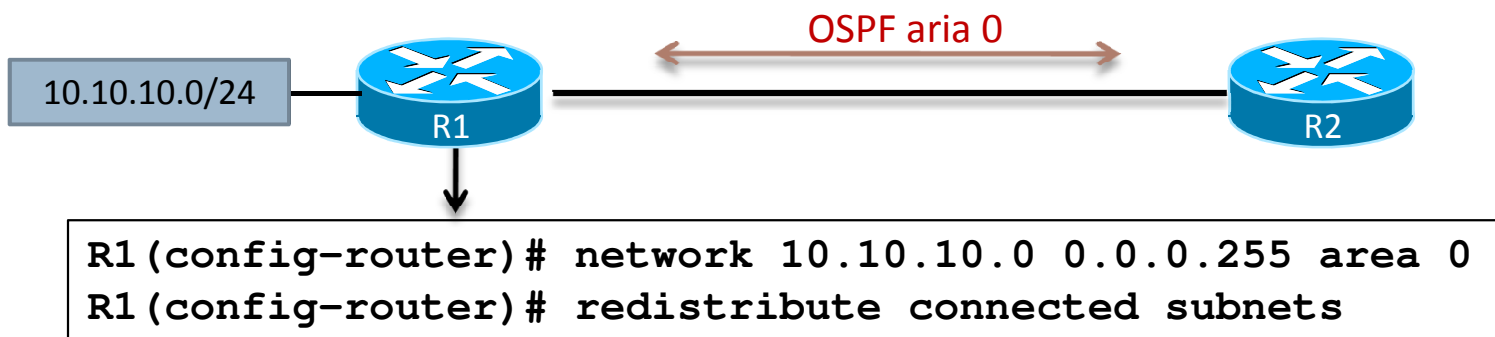 OSPF aria 0
10.10.10.0/24
R1
R2
R1(config-router)# network 10.10.10.0 0.0.0.255 area 0
R1(config-router)# redistribute connected subnets